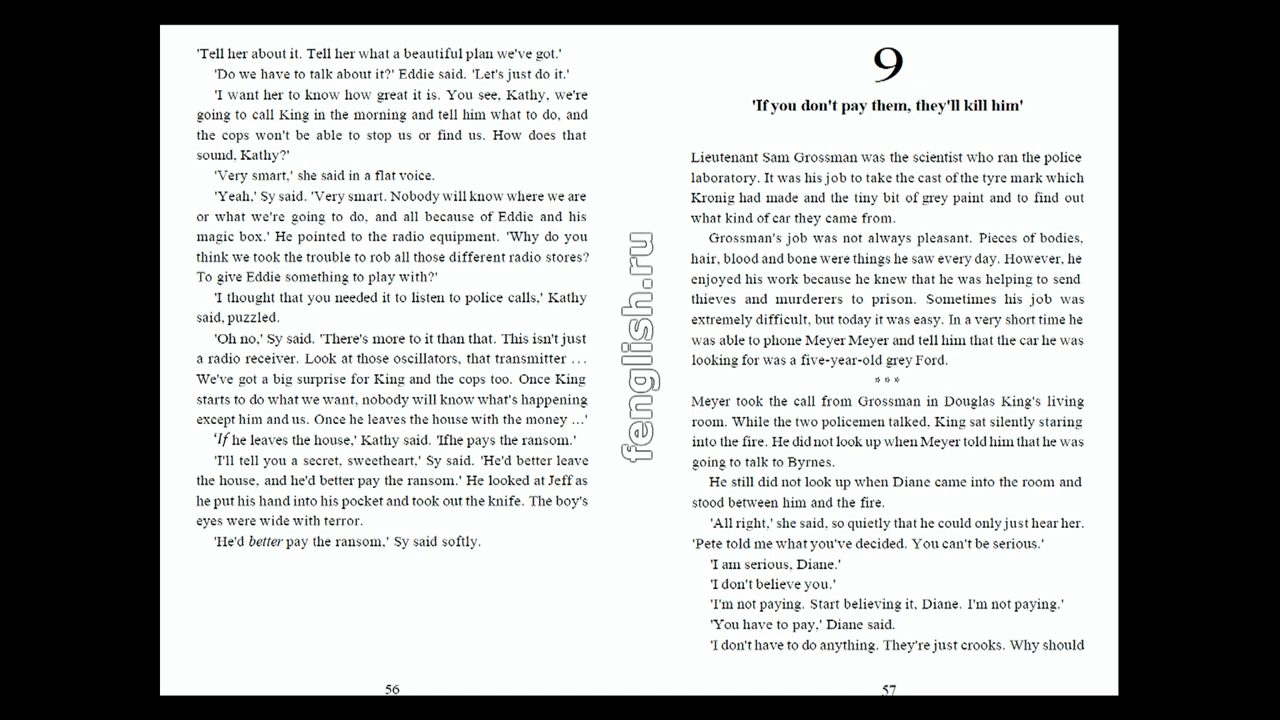 'Tell her about it. Tell her what a beautiful plan we've got.'
'Do we have to talk about it?' Eddie said. 'Let's just do it.'
'I want her to know how great it is. You see, Kathy, we're
going to call King in the morning and tell him what to do, and
the cops won't be able to stop us or find us. How does that
sound, Kathy?'
'Very smart,' she said in a flat voice.
'Yeah,' Sy said. 'Very smart. Nobody will know where we are
or what we're going to do, and all because of Eddie and his
magic box.' He pointed to the radio equipment. 'Why do you
think we took the trouble to rob all those different radio stores?
To give Eddie something to play with?'
'I thought that you needed it to listen to police calls,' Kathy
said, puzzled.
'Oh no,' Sy said. 'There's more to it than that. This isn't just
a radio receiver. Look at those oscillators, that transmitter …
We've got a big surprise for King and the cops too. Once King
starts to do what we want, nobody will know what's happening
except him and us. Once he leaves the house with the money …'
'If he leaves the house,' Kathy said. 'Ifhe pays the ransom.'
'I'll tell you a secret, sweetheart,' Sy said. 'He'd better leave
the house, and he'd better pay the ransom.' He looked at Jeff as
he put his hand into his pocket and took out the knife. The boy's
eyes were wide with terror.
'He'd better pay the ransom,' Sy said softly.
56
fenglish.ru
9
'If you don't pay them, they'll kill him'
Lieutenant Sam Grossman was the scientist who ran the police
laboratory. It was his job to take the cast of the tyre mark which
Kronig had made and the tiny bit of grey paint and to find out
what kind of car they came from.
Grossman's job was not always pleasant. Pieces of bodies,
hair, blood and bone were things he saw every day. However, he
enjoyed his work because he knew that he was helping to send
thieves and murderers to prison. Sometimes his job was
extremely difficult, but today it was easy. In a very short time he
was able to phone Meyer Meyer and tell him that the car he was
looking for was a five-year-old grey Ford.
* * *
Meyer took the call from Grossman in Douglas King's living
room. While the two policemen talked, King sat silently staring
into the fire. He did not look up when Meyer told him that he was
going to talk to Byrnes.
He still did not look up when Diane came into the room and
stood between him and the fire.
'All right,' she said, so quietly that he could only just hear her.
'Pete told me what you've decided. You can't be serious.'
'I am serious, Diane.'
'I don't believe you.'
'I'm not paying. Start believing it, Diane. I'm not paying.'
'You have to pay,' Diane said.
'I don't have to do anything. They're just crooks. Why should
57